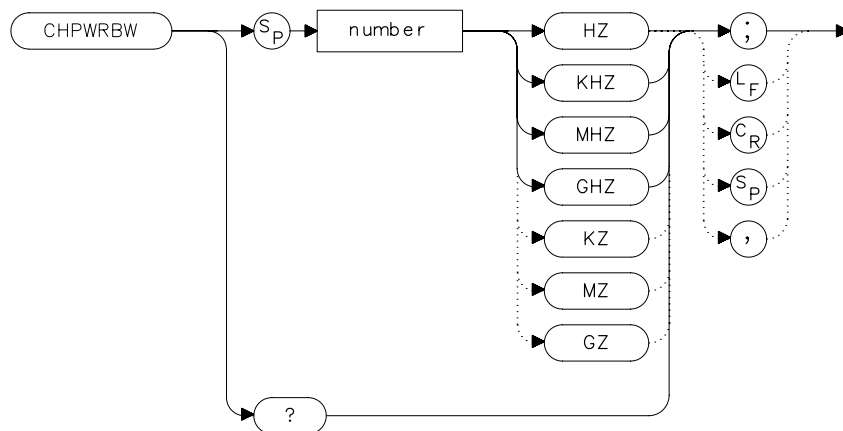 CHPWRBW SP number HZ ;
KHZ LF
MHZ CR
GHZ SP
KZ ,
MZ
GZ
?